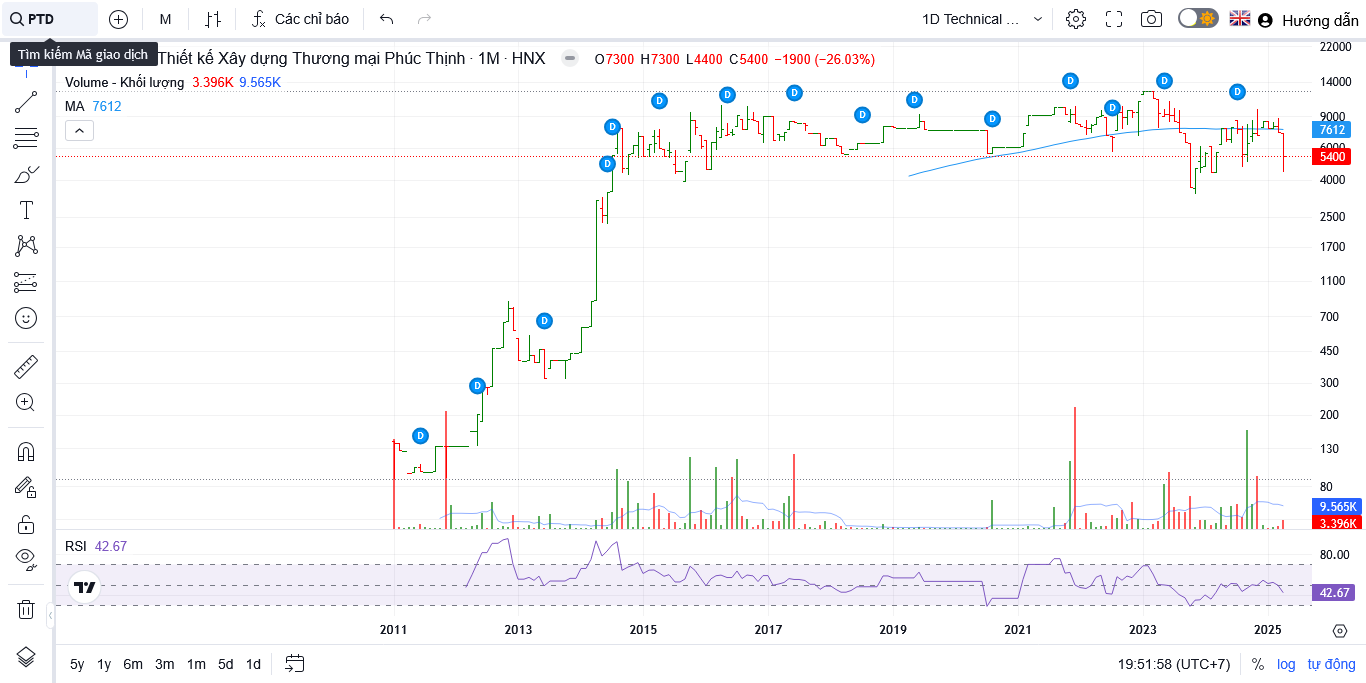 PTD
M
Các chỉ báo
1D Technical ...
Hướng dẫn
Tìm kiếm Mã giao dịch
Thiết kế Xây dựng Thương mại Phúc Thịnh · 1M · HNX
O7300 H7300 L4400 C5400 −1900 (−26.03%)
Volume - Khối lượng 3.396K 9.565K
MA 7612
22000
14000
9000
7612
6000
5400
4000
2500
1700
1100
700
450
300
200
130
80
9.565K
3.396K
D D D D D D D D D D D D D D D D
RSI 42.67
80.00
42.67
2011 2013 2015 2017 2019 2021 2023 2025
5y 1y 6m 3m 1m 5d 1d
19:51:58 (UTC+7) % log tự động